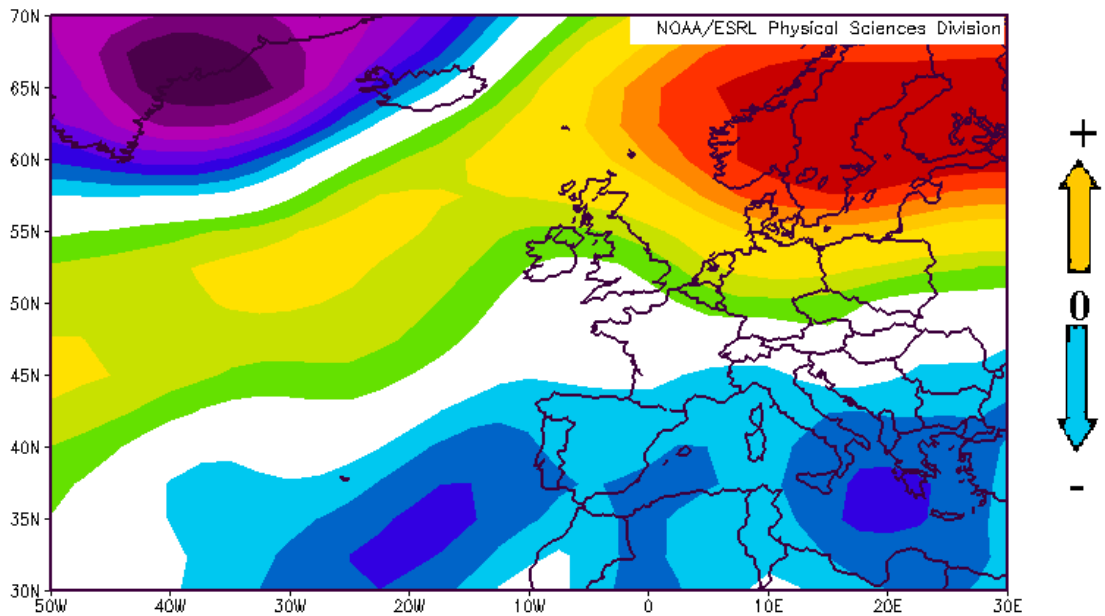 70N
NOAA/ESRL Physical Sciences Division
65N
60N
55N
50N
45N
40N
35N
30N
50W 40W 30W 20W 10W 0 10E 20E 30E
+
0
-